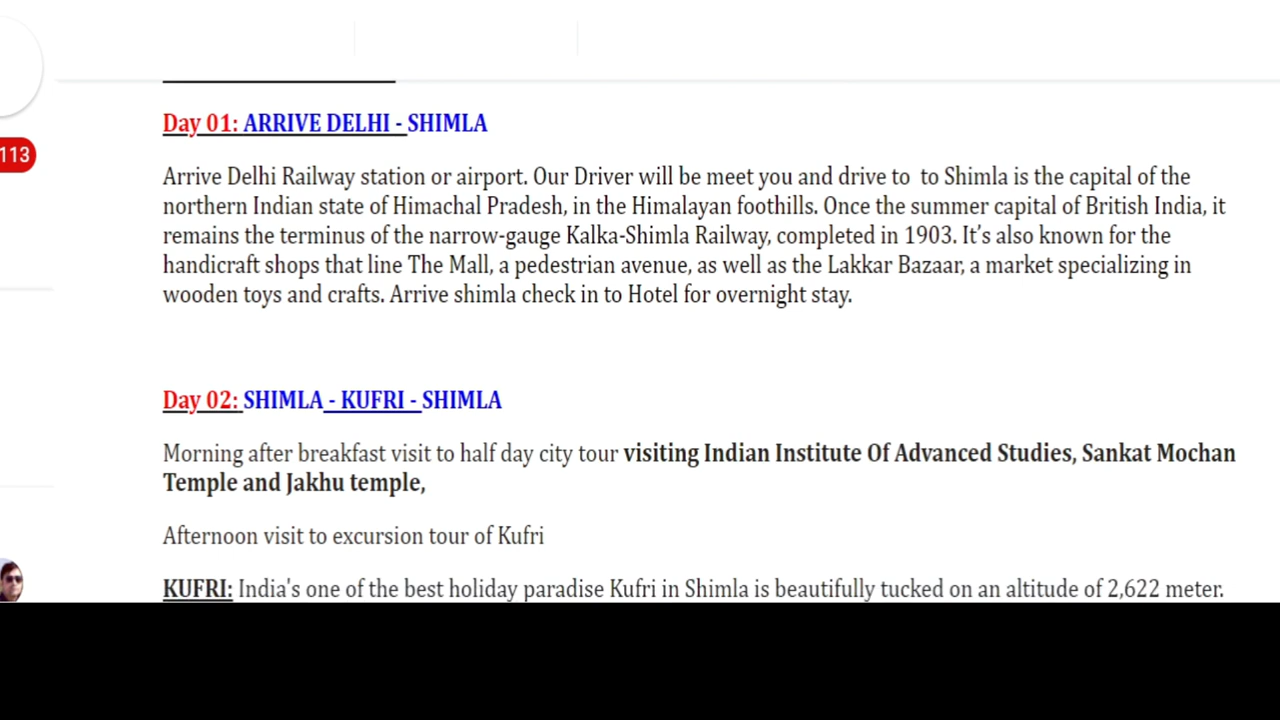 Day 01: ARRIVE DELHI - SHIMLA
113
Arrive Delhi Railway station or airport. Our Driver will be meet you and drive to  to Shimla is the capital of the
northern Indian state of Himachal Pradesh, in the Himalayan foothills. Once the summer capital of British India, it
remains the terminus of the narrow-gauge Kalka-Shimla Railway, completed in 1903. It’s also known for the
handicraft shops that line The Mall, a pedestrian avenue, as well as the Lakkar Bazaar, a market specializing in
wooden toys and crafts. Arrive shimla check in to Hotel for overnight stay.
Day 02: SHIMLA - KUFRI - SHIMLA
Morning after breakfast visit to half day city tour visiting Indian Institute Of Advanced Studies, Sankat Mochan
Temple and Jakhu temple,
Afternoon visit to excursion tour of Kufri
KUFRI: India's one of the best holiday paradise Kufri in Shimla is beautifully tucked on an altitude of 2,622 meter.